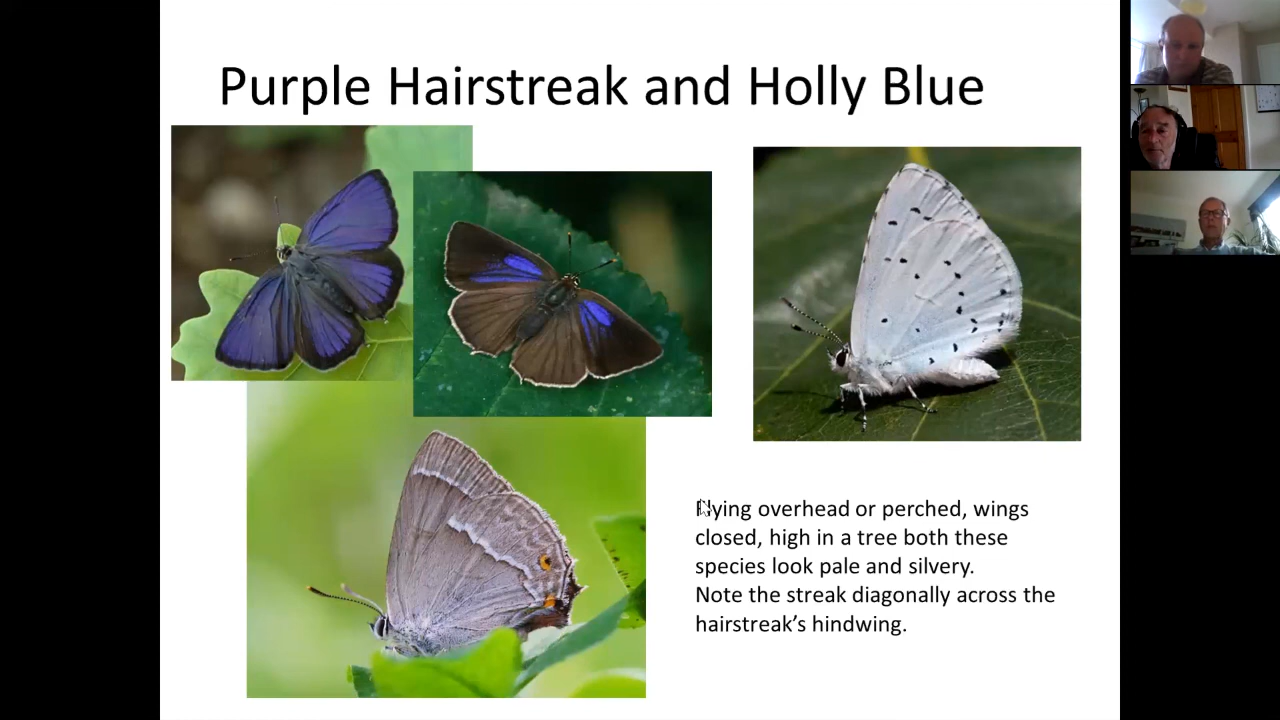 Purple Hairstreak and Holly Blue
Flying overhead or perched, wings
closed, high in a tree both these
species look pale and silvery.
Note the streak diagonally across the
hairstreak’s hindwing.